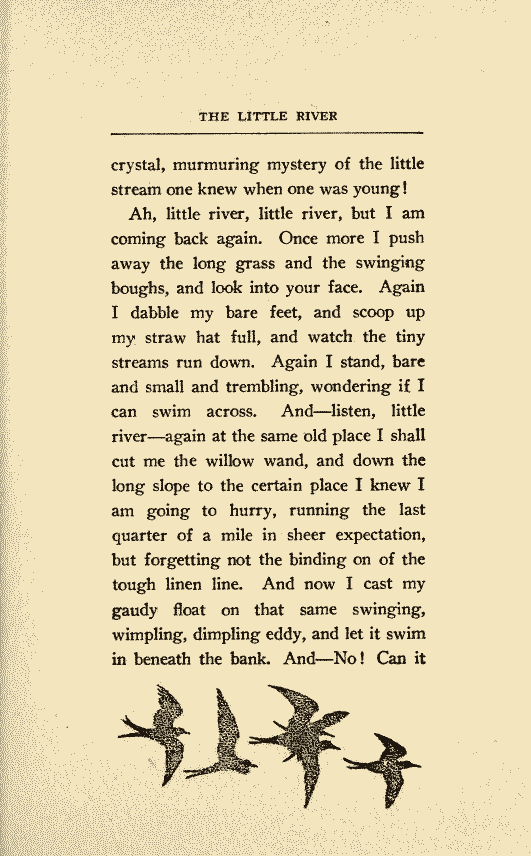 THE LITTLE RIVER
crystal, murmuring mystery of the little
stream one knew when one was young!
Ah, little river, little river, but I am
coming back again. Once more I push
away the long grass and the swinging
boughs, and look into your face. Again
I dabble my bare feet, and scoop up
my straw hat full, and watch the tiny
streams run down. Again I stand, bare
and small and trembling, wondering if I
can swim across. And—listen, little
river—again at the same old place I shall
cut me the willow wand, and down the
long slope to the certain place I knew I
am going to hurry, running the last
quarter of a mile in sheer expectation,
but forgetting not the binding on of the
tough linen line. And now I cast my
gaudy float on that same swinging,
wimpling, dimpling eddy, and let it swim
in beneath the bank. And—No! Can it